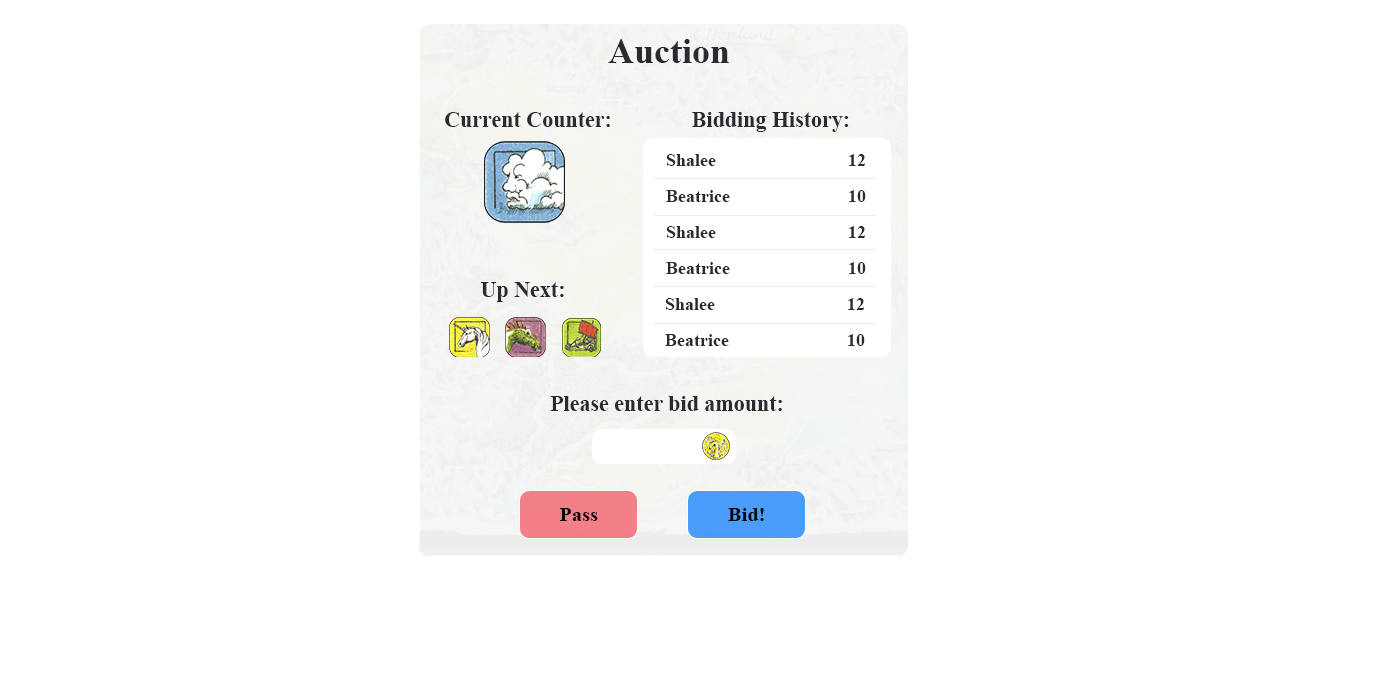 Auction
Current Counter:
Bidding History:
Shalee 12
Beatrice 10
Shalee 12
Beatrice 10
Shalee 12
Beatrice 10
Up Next:
Please enter bid amount:
Pass
Bid!